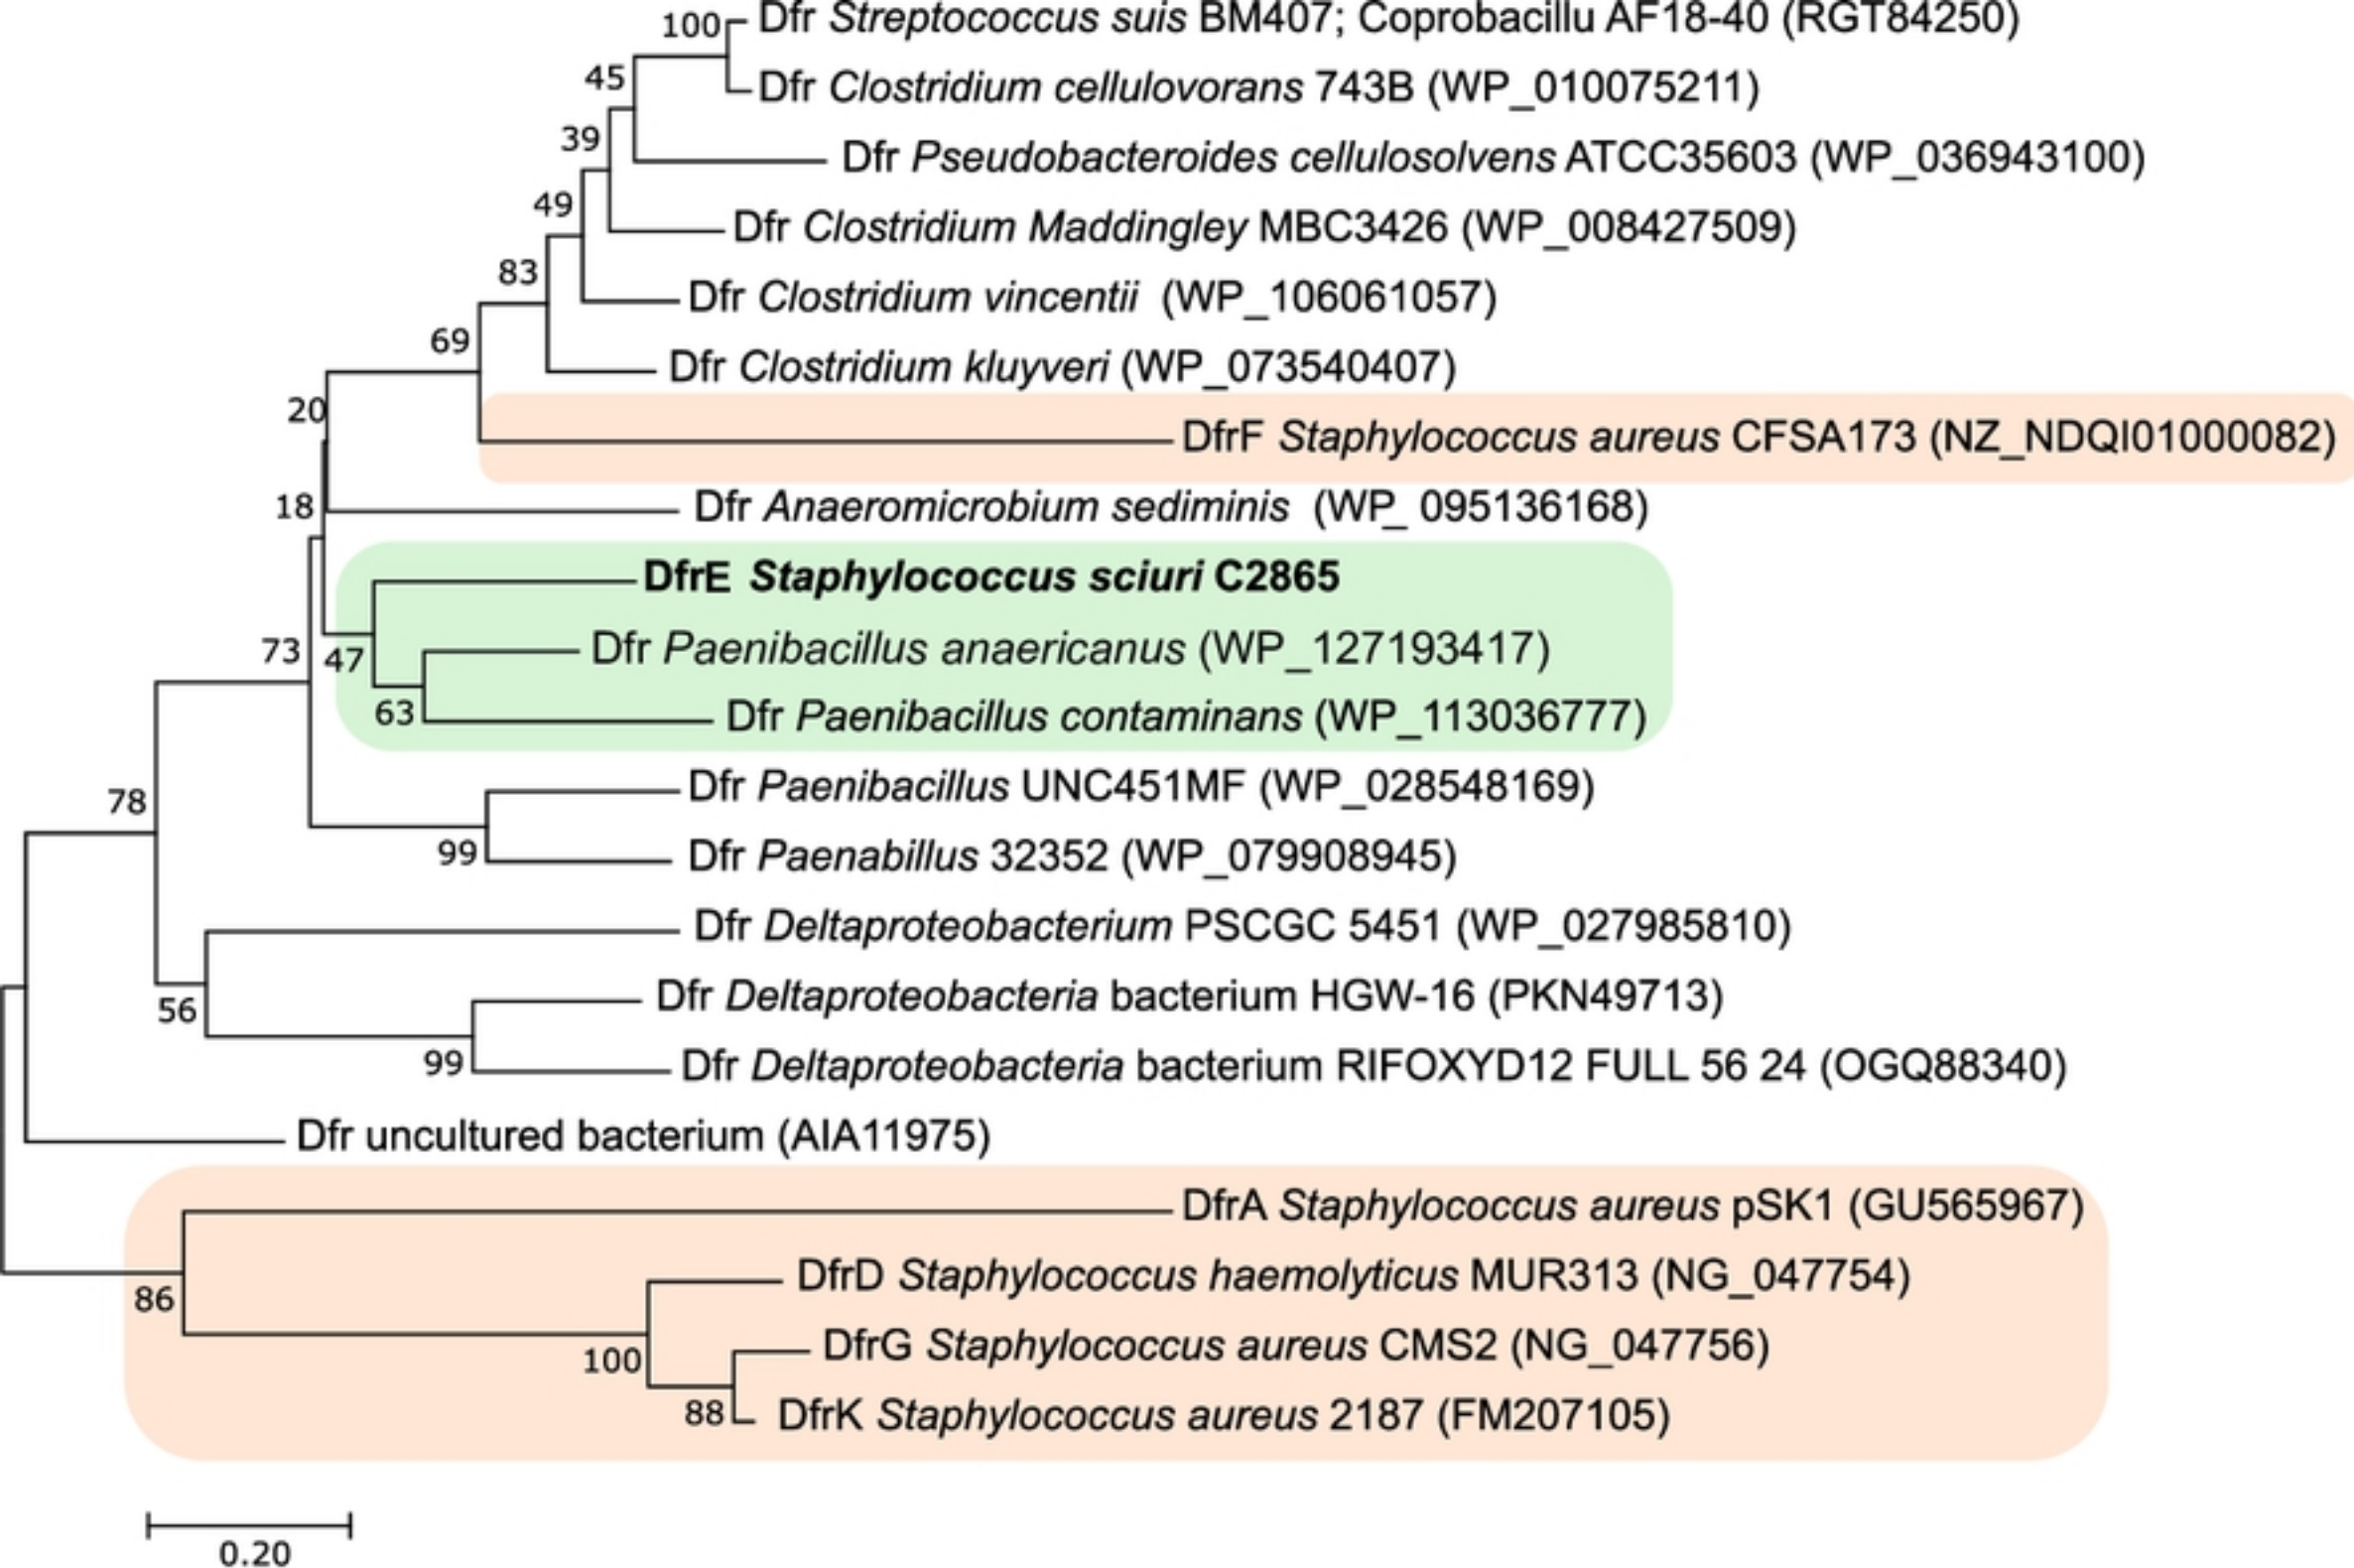 100 Dfr Streptococcus suis BM407; Coprobacillu AF18-40 (RGT84250)
45
Dfr Clostridium cellulovorans 743B (WP_010075211)
39
Dfr Pseudobacteroides cellulosolvens ATCC35603 (WP_036943100)
49
Dfr Clostridium Maddingley MBC3426 (WP_008427509)
83
Dfr Clostridium vincentii (WP_106061057)
69
Dfr Clostridium kluyveri (WP_073540407)
20
DfrF Staphylococcus aureus CFSA173 (NZ_NDQI01000082)
18
Dfr Anaeromicrobium sediminis (WP_ 095136168)
DfrE Staphylococcus sciuri C2865
73
47
Dfr Paenibacillus anaericanus (WP_127193417)
63
Dfr Paenibacillus contaminans (WP_113036777)
78
Dfr Paenibacillus UNC451MF (WP_028548169)
99
Dfr Paenabillus 32352 (WP_079908945)
Dfr Deltaproteobacterium PSCGC 5451 (WP_027985810)
56
Dfr Deltaproteobacteria bacterium HGW-16 (PKN49713)
99
Dfr Deltaproteobacteria bacterium RIFOXYD12 FULL 56 24 (OGQ88340)
Dfr uncultured bacterium (AIA11975)
DfrA Staphylococcus aureus pSK1 (GU565967)
86
DfrD Staphylococcus haemolyticus MUR313 (NG_047754)
100
DfrG Staphylococcus aureus CMS2 (NG_047756)
88
DfrK Staphylococcus aureus 2187 (FM207105)
0.20